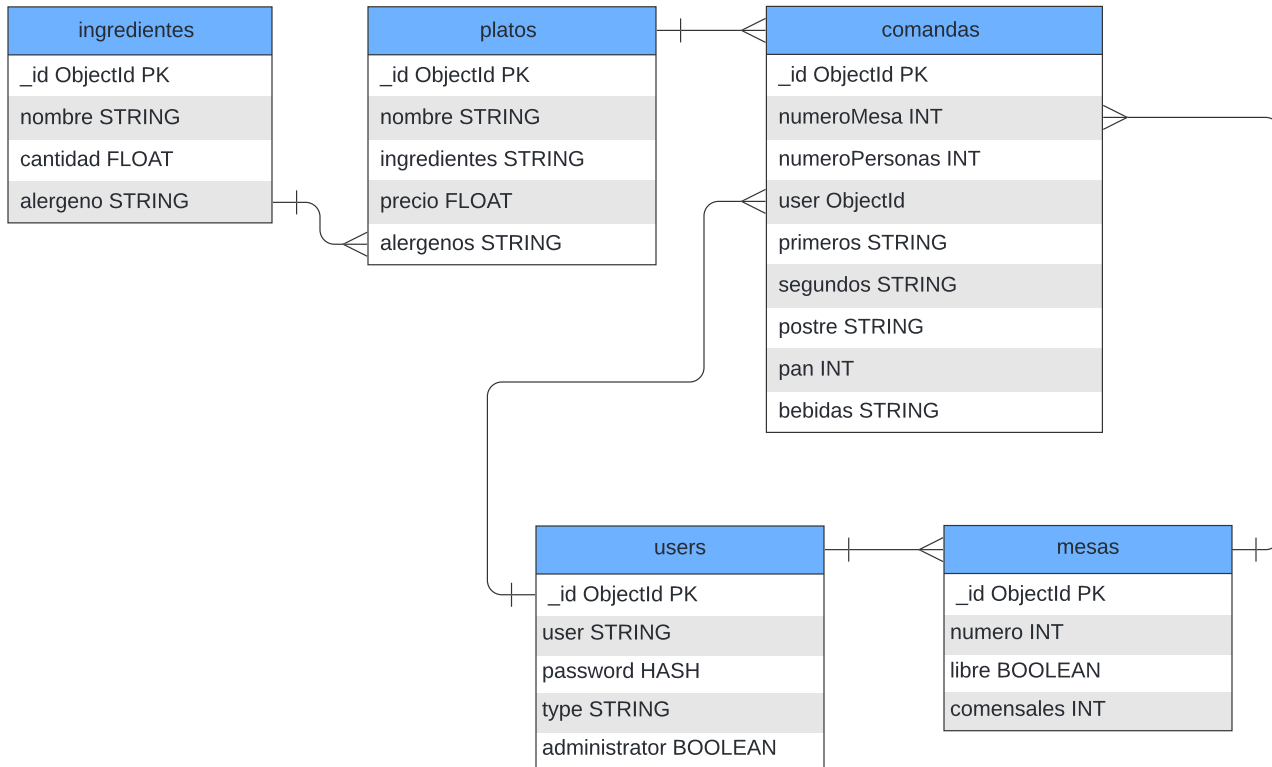 ingredientes
_id ObjectId PK
nombre STRING
cantidad FLOAT
alergeno STRING
platos
_id ObjectId PK
nombre STRING
ingredientes STRING
precio FLOAT
alergenos STRING
comandas
_id ObjectId PK
numeroMesa INT
numeroPersonas INT
user ObjectId
primeros STRING
segundos STRING
postre STRING
pan INT
bebidas STRING
users
_id ObjectId PK
user STRING
password HASH
type STRING
administrator BOOLEAN
mesas
_id ObjectId PK
numero INT
libre BOOLEAN
comensales INT